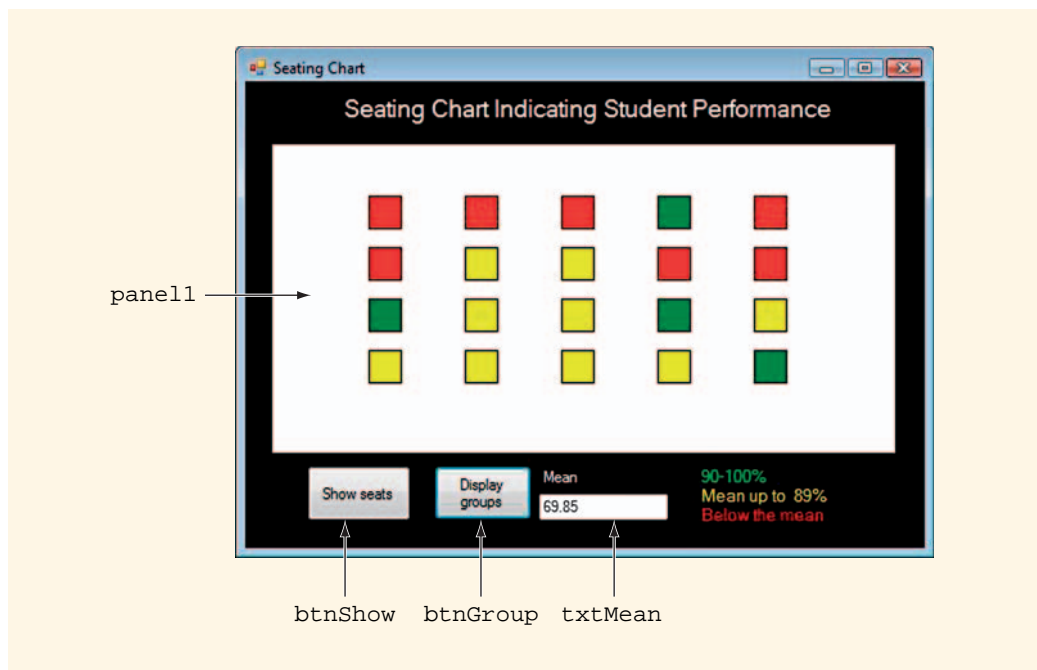 Seating Chart
Seating Chart Indicating Student Performance
panel1
Show seats
Display
groups
Mean
69.85
90-100%
Mean up to 89%
Below the mean
btnShow
btnGroup
txtMean